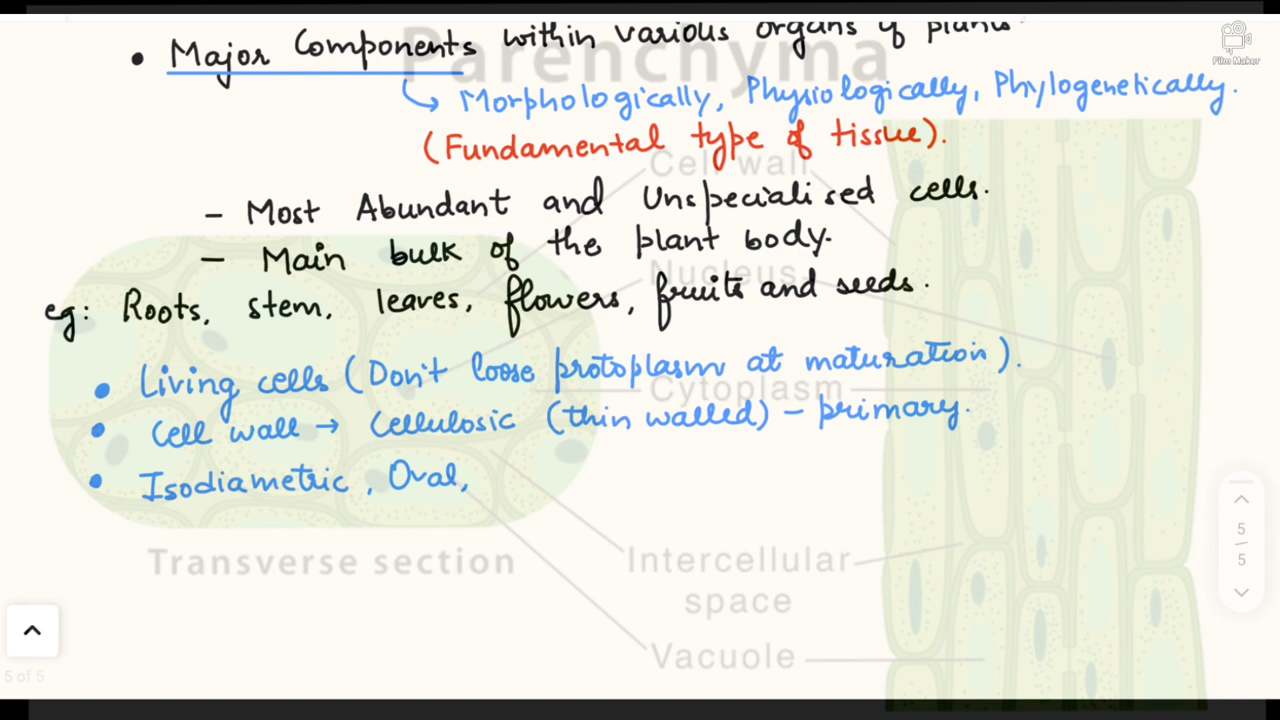 • Major Components within various organs of plants
Parenchyma
Film Maker
↳ Morphologically, Physiologically, Phylogenetically.
(Fundamental type of tissue).
Cell wall
- Most Abundant and Unspecialised cells.
- Main bulk of the plant body.
Nucleus
eg: Roots, stem, leaves, flowers, fruits and seeds.
• Living cells (Don't loose protoplasm at maturation).
Cytoplasm
• Cell wall → Cellulosic (thin walled) - primary.
• Isodiametric, Oval,
5
5
Transverse section
Intercellular
space
Vacuole
5 of 5